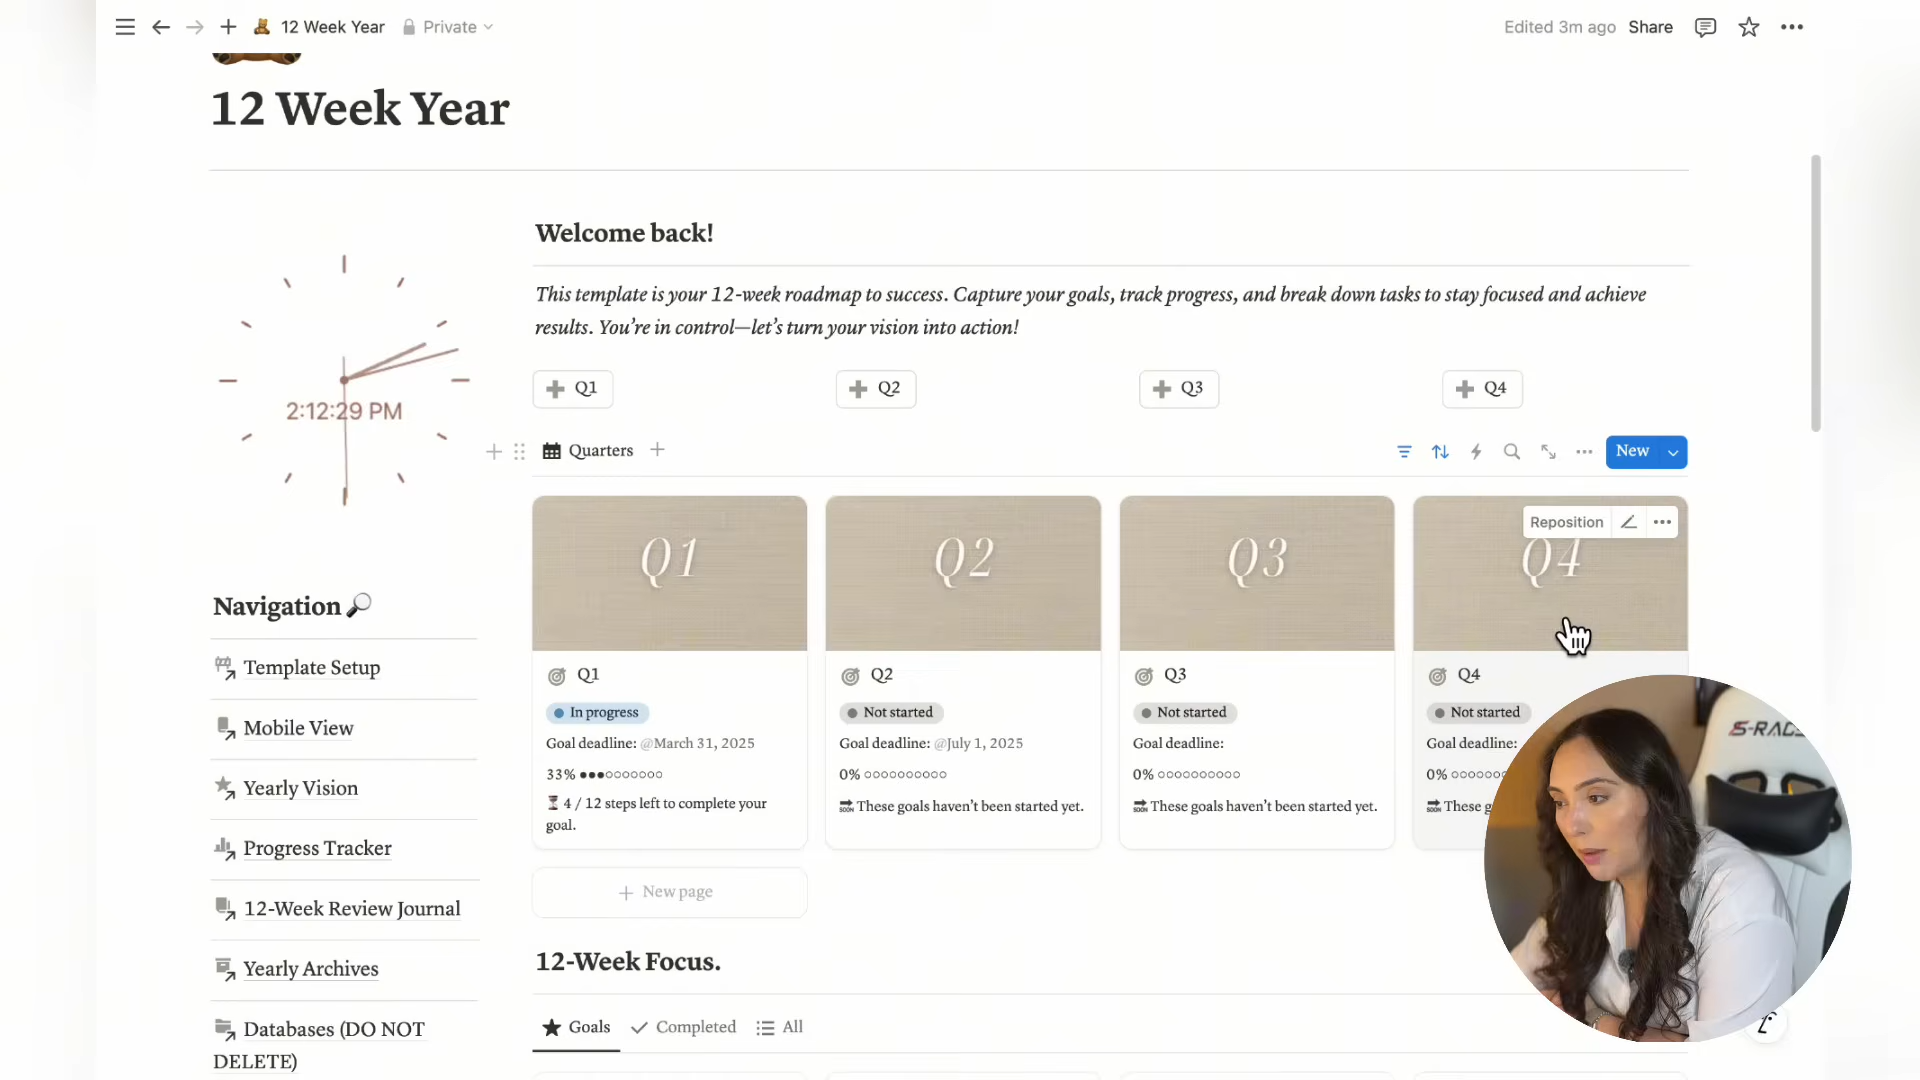 12 Week Year Private Edited 3m ago Share
12 Week Year
2:12:29 PM
Navigation
Template Setup
Mobile View
Yearly Vision
Progress Tracker
12-Week Review Journal
Yearly Archives
Databases (DO NOT
DELETE)
Welcome back!
This template is your 12-week roadmap to success. Capture your goals, track progress, and break down tasks to stay focused and achieve
results. You're in control—let's turn your vision into action!
Q1 Q2 Q3 Q4
Quarters New
Q1
Q1
In progress
Goal deadline: @March 31, 2025
33% ●●●○○○○○○○
4 / 12 steps left to complete your
goal.
Q2
Q2
Not started
Goal deadline: @July 1, 2025
0% ○○○○○○○○○○
SOON These goals haven't been started yet.
Q3
Q3
Not started
Goal deadline:
0% ○○○○○○○○○○
SOON These goals haven't been started yet.
Reposition
Q4
Q4
Not started
Goal deadline:
0%
SOON These g
New page
12-Week Focus.
Goals Completed All